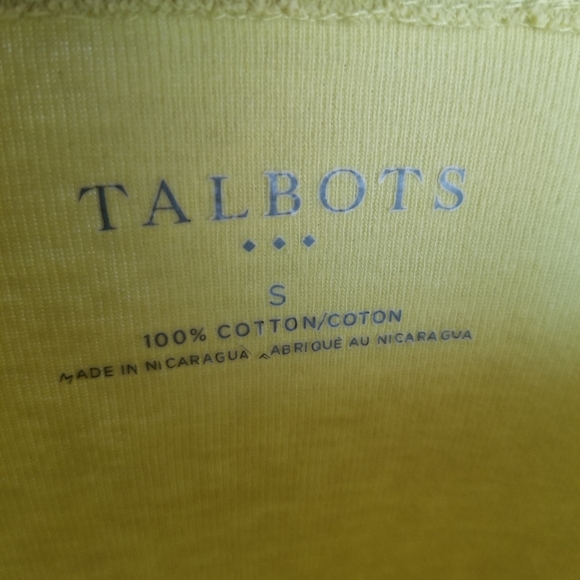 TALBOTS
S
100% COTTON/COTON
MADE IN NICARAGUA FABRIQUÉ AU NICARAGUA